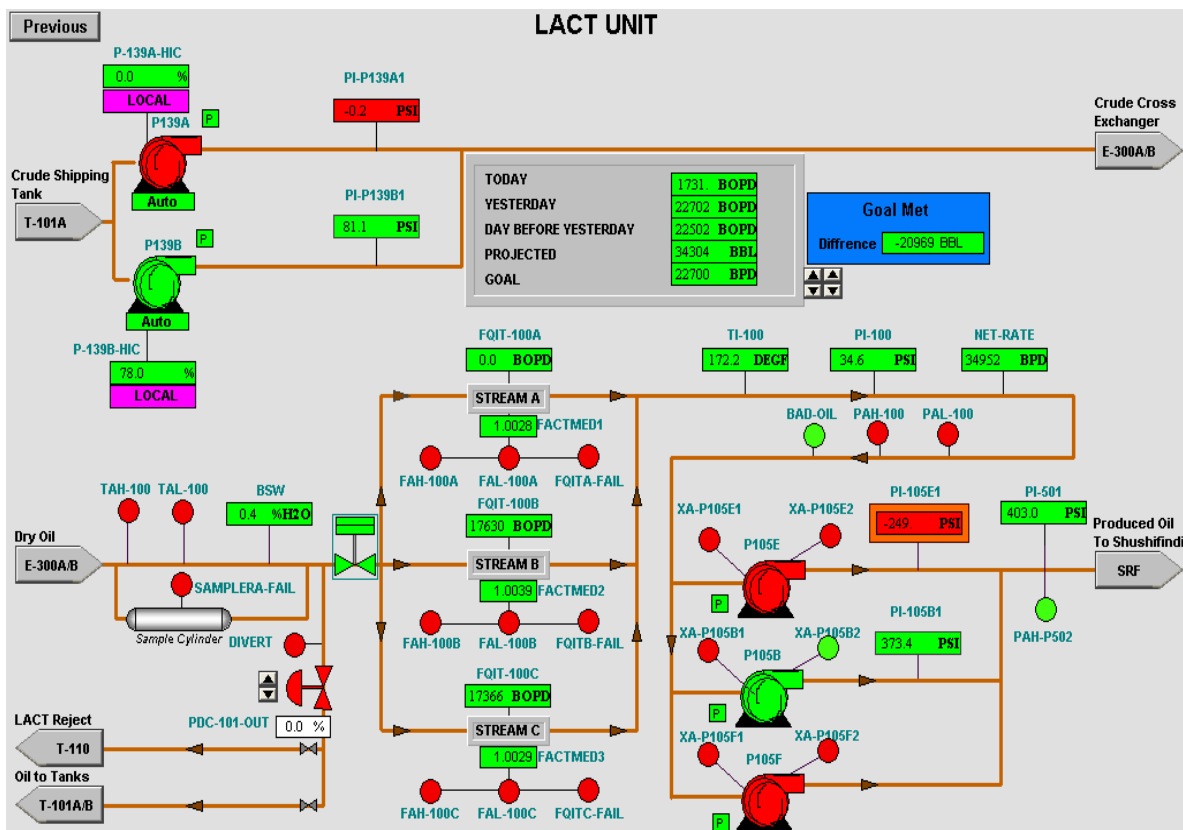 Previous
LACT UNIT
P-139A-HIC
0.0 %
LOCAL
P139A
P
Auto
PI-P139A1
-0.2 PSI
Crude Cross
Exchanger
E-300A/B
Crude Shipping
Tank
T-101A
PI-P139B1
81.1 PSI
P139B
P
Auto
P-139B-HIC
78.0 %
LOCAL
TODAY 1731. BOPD
YESTERDAY 22702 BOPD
DAY BEFORE YESTERDAY 22502 BOPD
PROJECTED 34304 BBL
GOAL 22700 BPD
Goal Met
Diffrence -20969 BBL
FQIT-100A
0.0 BOPD
STREAM A
1.0028 FACTMED1
FAH-100A FAL-100A FQITA-FAIL
FQIT-100B
17630 BOPD
STREAM B
1.0039 FACTMED2
FAH-100B FAL-100B FQITB-FAIL
FQIT-100C
17366 BOPD
STREAM C
1.0029 FACTMED3
FAH-100C FAL-100C FQITC-FAIL
TI-100
172.2 DEGF
PI-100
34.6 PSI
NET-RATE
34952 BPD
BAD-OIL PAH-100 PAL-100
TAH-100 TAL-100
BSW
0.4 %H2O
Dry Oil
E-300A/B
SAMPLERA-FAIL
Sample Cylinder
DIVERT
PDC-101-OUT 0.0 %
LACT Reject
T-110
Oil to Tanks
T-101A/B
XA-P105E1 XA-P105E2
P105E
P
PI-105E1
-249. PSI
PI-501
403.0 PSI
Produced Oil
To Shushifindi
SRF
PAH-P502
XA-P105B1 XA-P105B2
P105B
P
PI-105B1
373.4 PSI
XA-P105F1 XA-P105F2
P105F
P